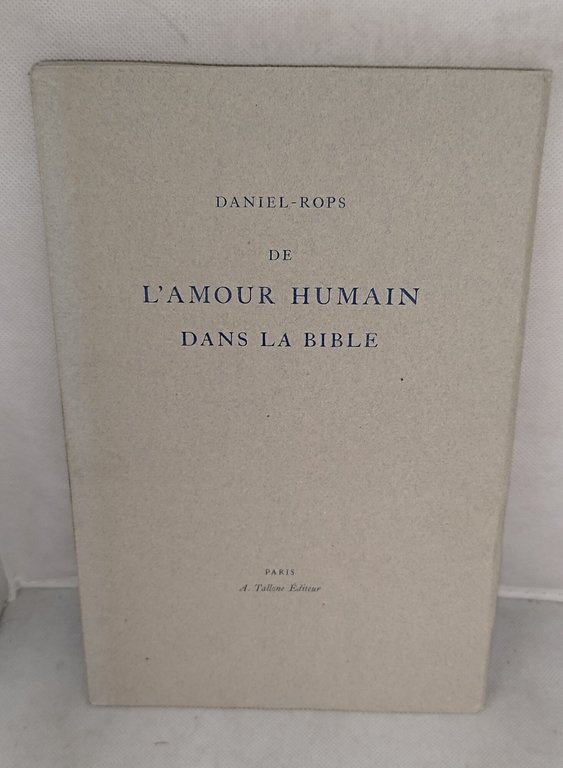 DANIEL-ROPS
DE
L'AMOUR HUMAIN
DANS LA BIBLE
PARIS
A. Tallone Éditeur